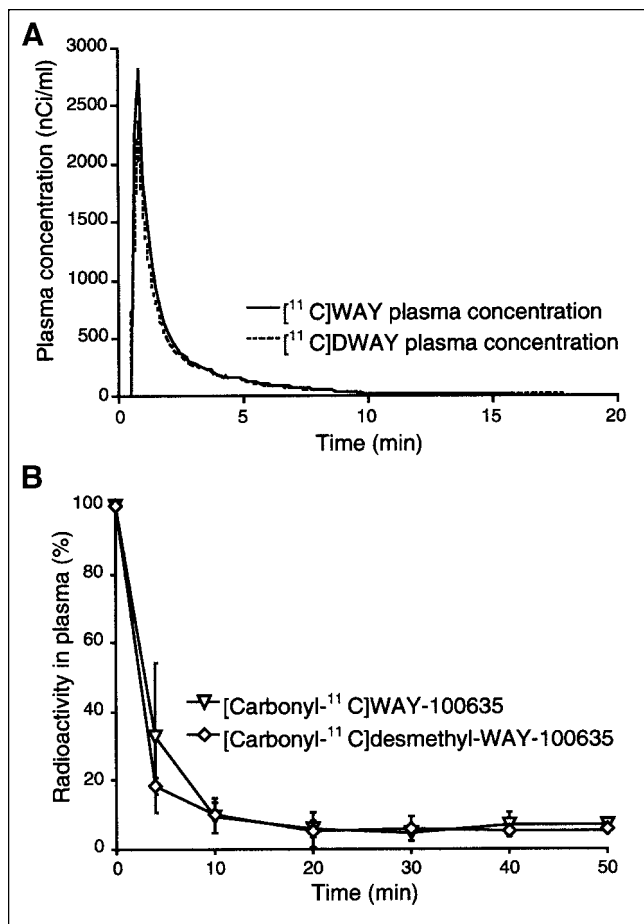 A
Plasma concentration (nCi/ml)
3000
2500
2000
1500
1000
500
0
[¹¹ C]WAY plasma concentration
[¹¹ C]DWAY plasma concentration
0 5 10 15 20
Time (min)
B
Radioactivity in plasma (%)
100
80
60
40
20
0
[Carbonyl-¹¹ C]WAY-100635
[Carbonyl-¹¹ C]desmethyl-WAY-100635
0 10 20 30 40 50
Time (min)